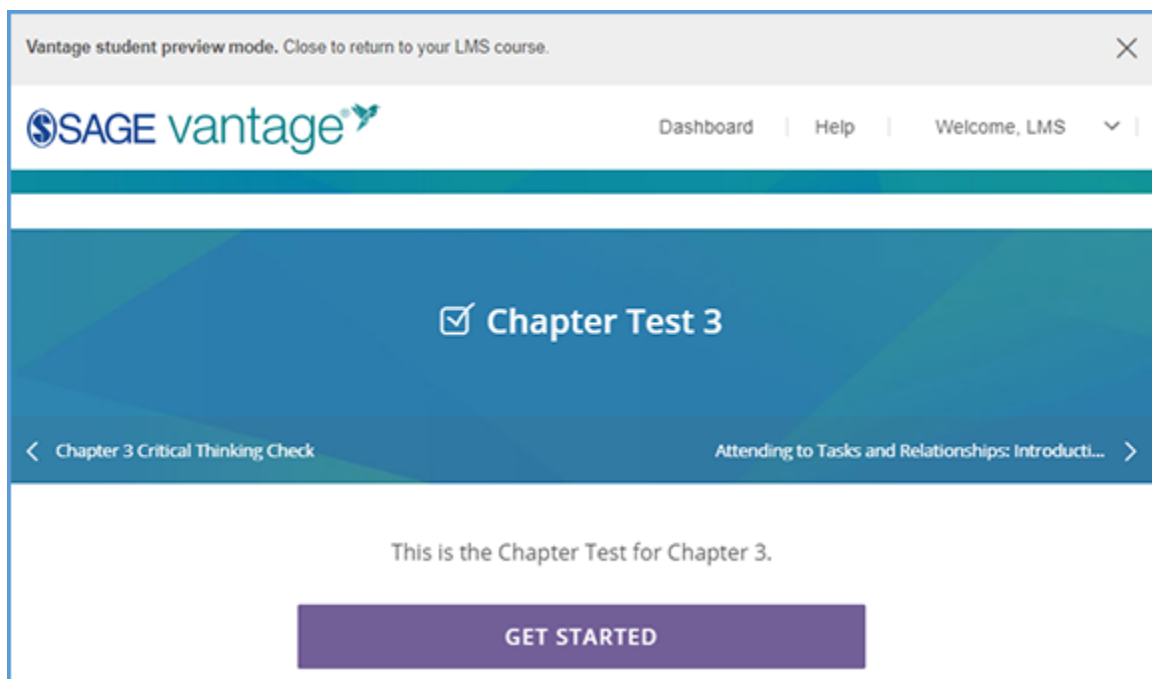 Vantage student preview mode. Close to return to your LMS course.
SAGE vantage®
Dashboard | Help | Welcome, LMS
Chapter Test 3
Chapter 3 Critical Thinking Check
Attending to Tasks and Relationships: Introducti...
This is the Chapter Test for Chapter 3.
GET STARTED